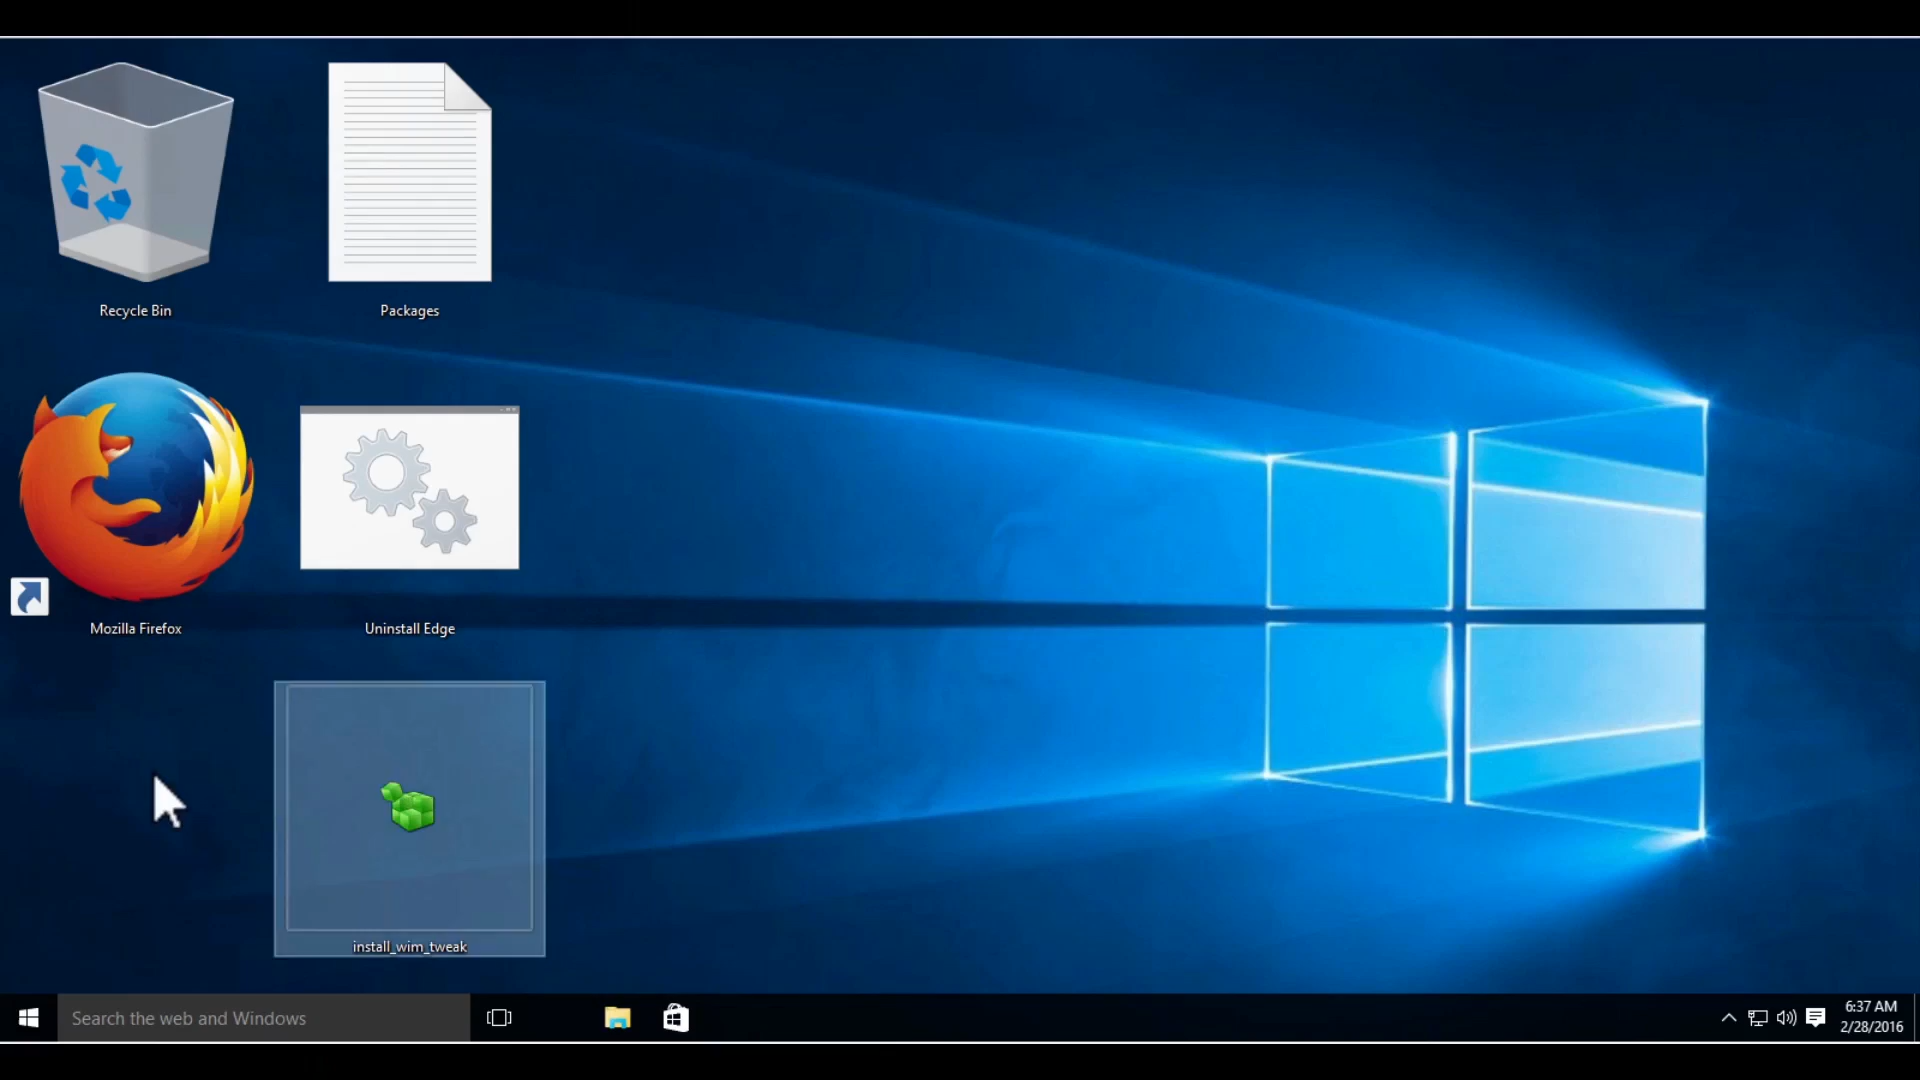 Recycle Bin
Packages
Mozilla Firefox
Uninstall Edge
install_wim_tweak
Search the web and Windows
6:37 AM
2/28/2016